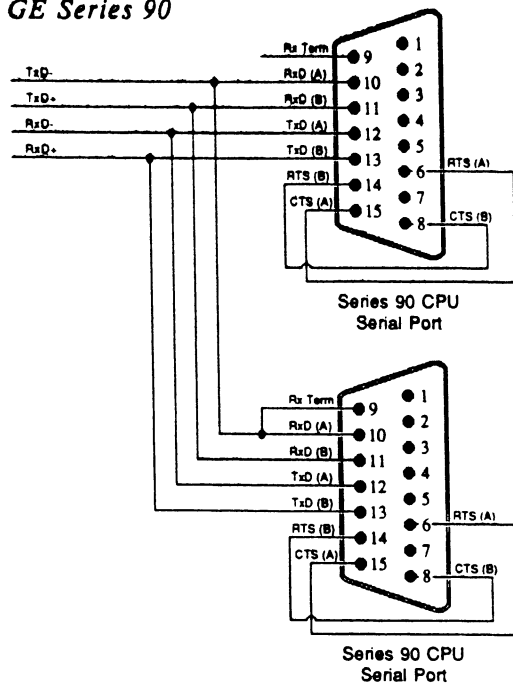 GE Series 90
Rx Term 9 1
TxD- RxD (A) 10 2
TxD+ RxD (B) 11 3
RxD- TxD (A) 12 4
RxD+ TxD (B) 13 5
RTS (B) 14 6 RTS (A)
CTS (A) 15 7
8 CTS (B)
Series 90 CPU
Serial Port
Rx Term 9 1
RxD (A) 10 2
RxD (B) 11 3
TxD (A) 12 4
TxD (B) 13 5
RTS (B) 14 6 RTS (A)
CTS (A) 15 7
8 CTS (B)
Series 90 CPU
Serial Port